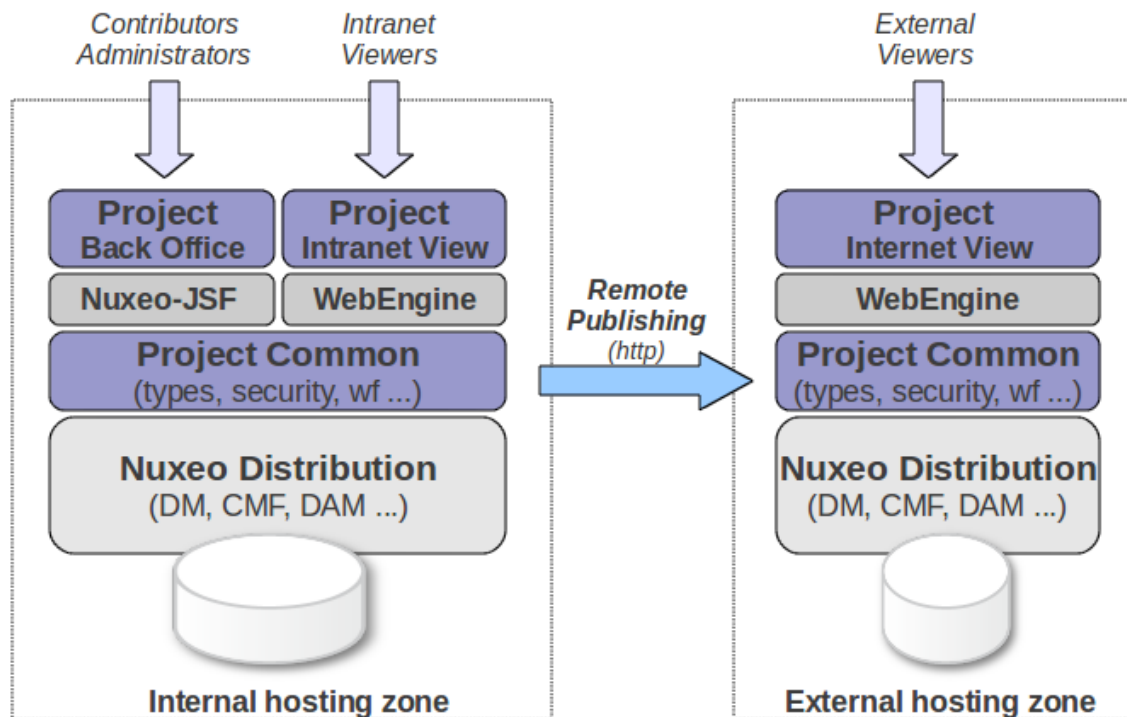 Contributors
Administrators
Intranet
Viewers
External
Viewers
Project
Back Office
Project
Intranet View
Project
Internet View
Nuxeo-JSF
WebEngine
WebEngine
Remote
Publishing
(http)
Project Common
(types, security, wf ...)
Project Common
(types, security, wf ...)
Nuxeo Distribution
(DM, CMF, DAM ...)
Nuxeo Distribution
(DM, CMF, DAM ...)
Internal hosting zone
External hosting zone